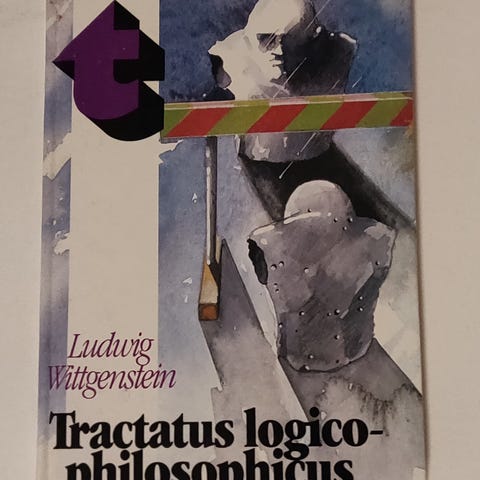 t
Ludwig
Wittgenstein
Tractatus logico-
philosophicus